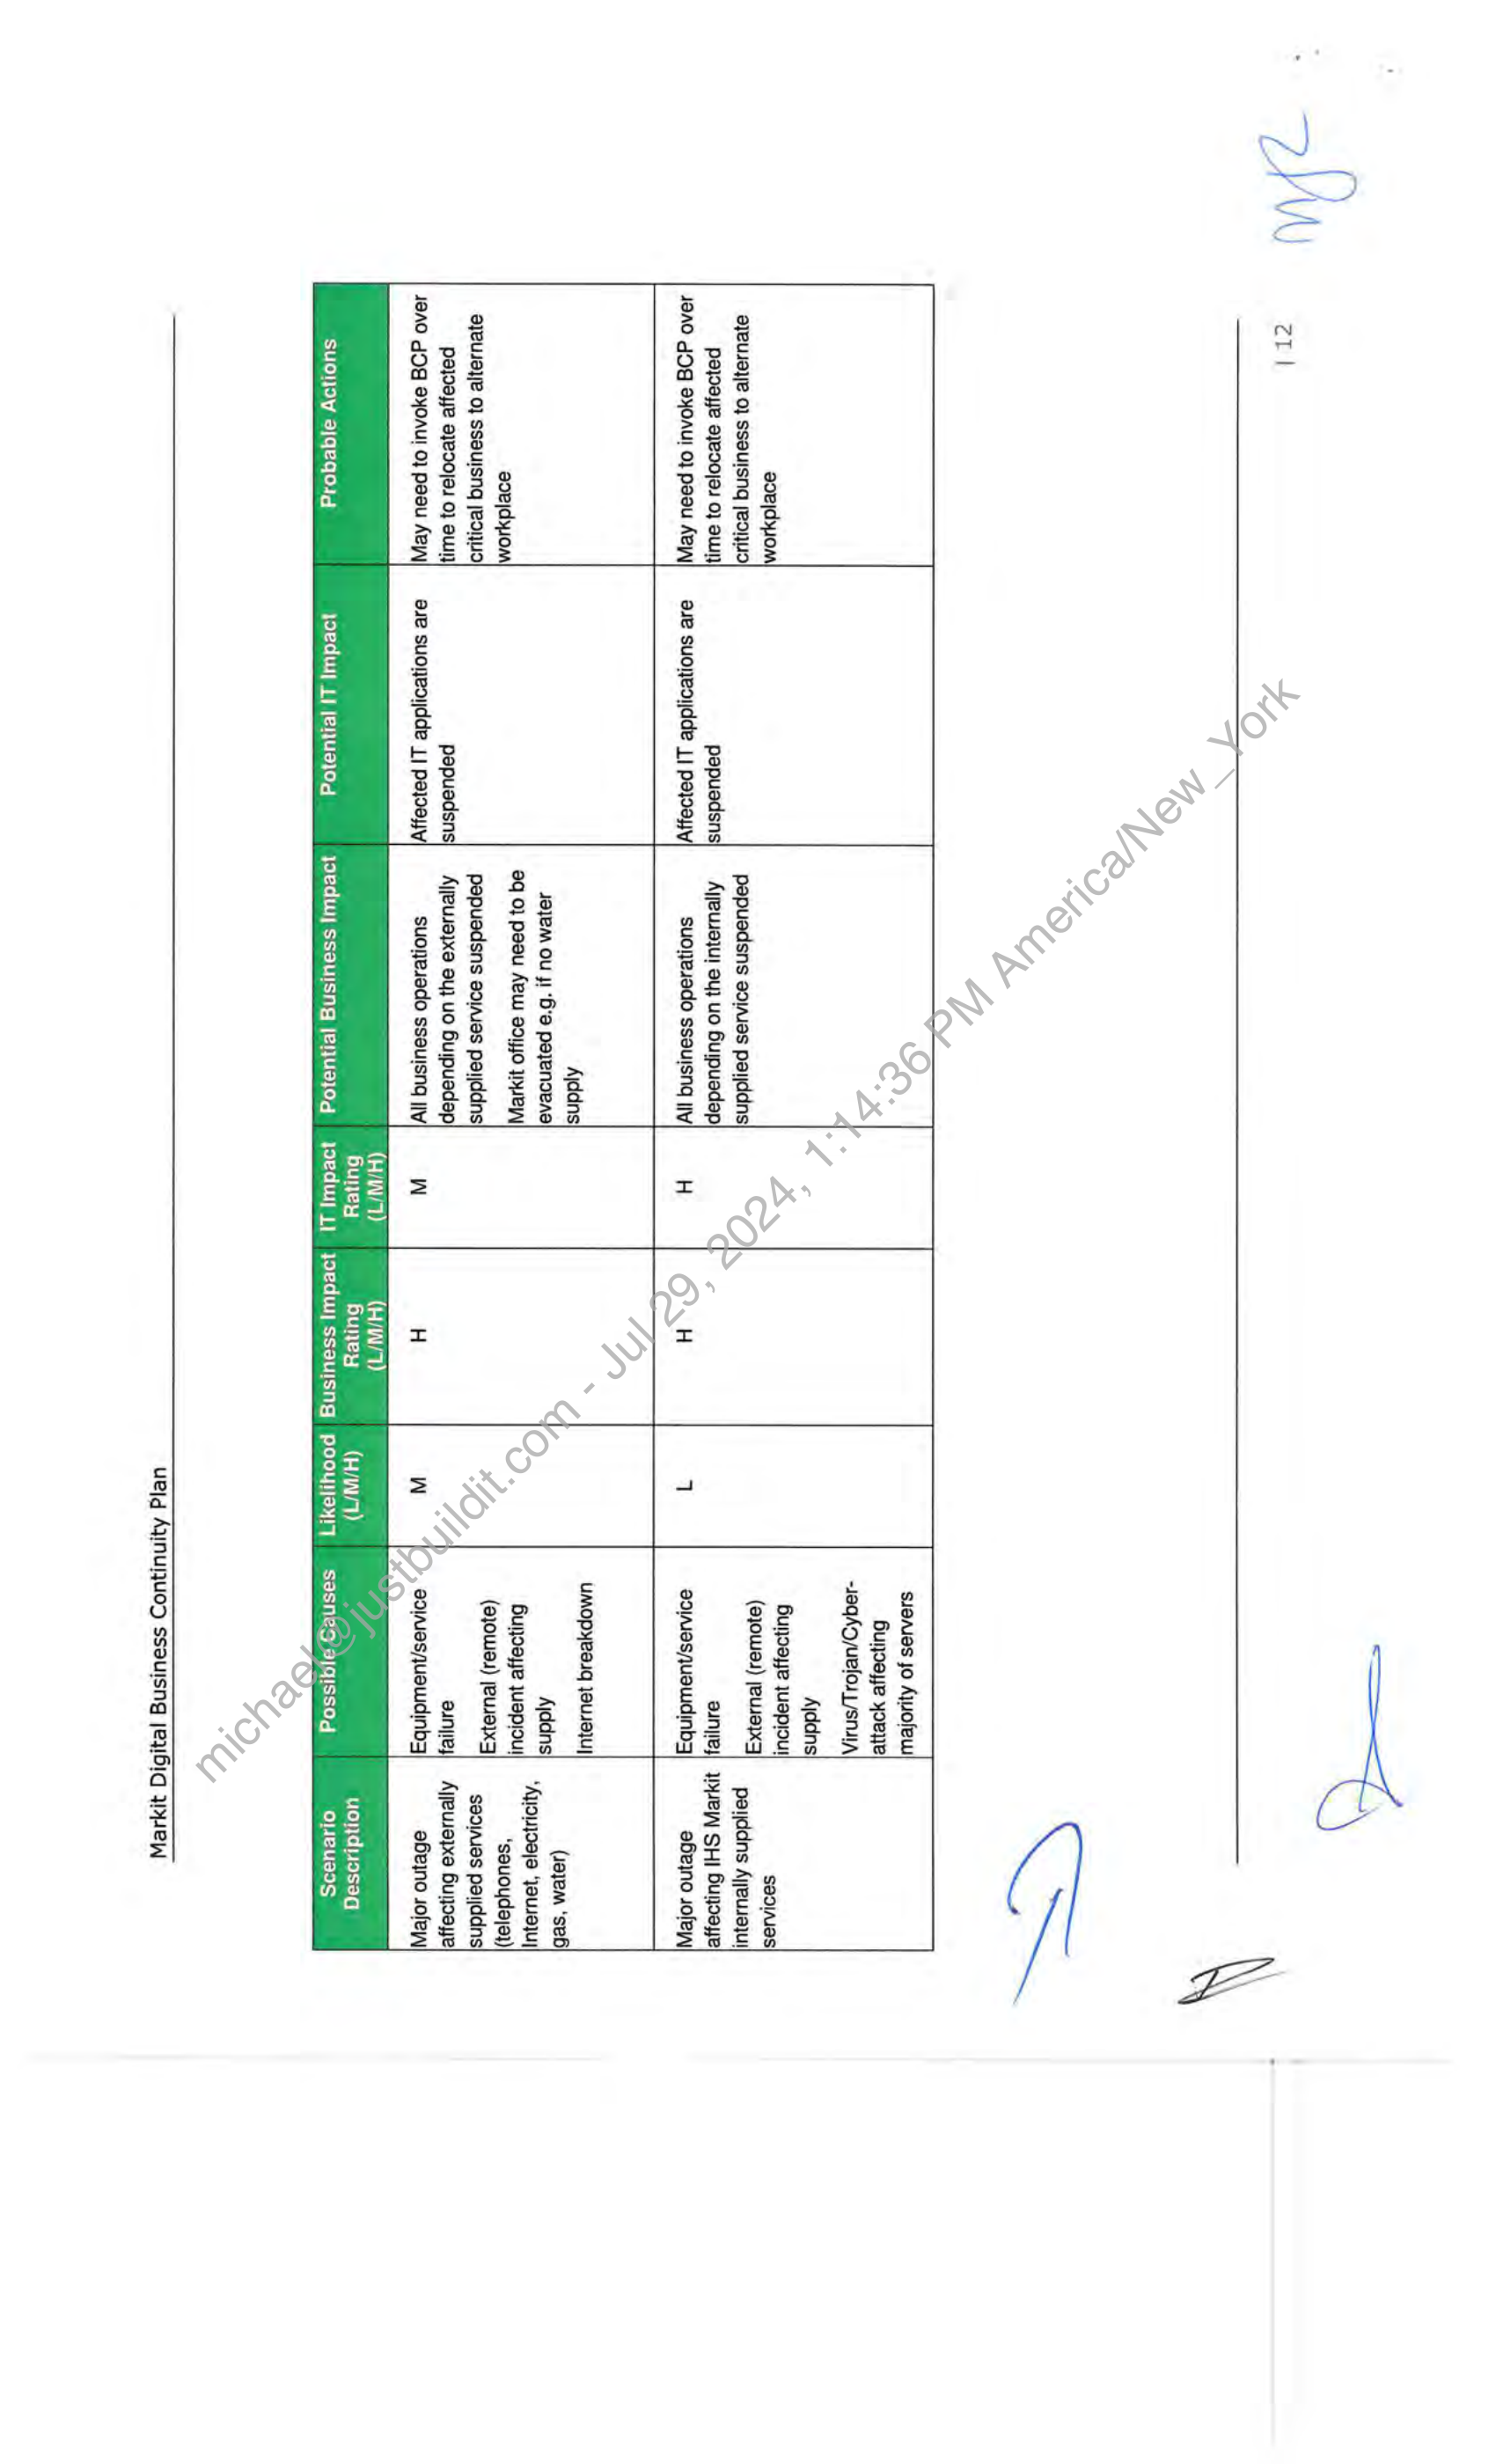 Markit Digital Business Continuity Plan
Scenario
Description
Possible Causes
Likelihood
(L/M/H)
Business Impact
Rating
(L/M/H)
IT Impact
Rating
(L/M/H)
Potential Business Impact
Potential IT Impact
Probable Actions
Major outage
affecting externally
supplied services
(telephones,
Internet, electricity,
gas, water)
Equipment/service
failure
External (remote)
incident affecting
supply
Internet breakdown
M
H
M
All business operations
depending on the externally
supplied service suspended
Markit office may need to be
evacuated e.g. if no water
supply
Affected IT applications are
suspended
May need to invoke BCP over
time to relocate affected
critical business to alternate
workplace
Major outage
affecting IHS Markit
internally supplied
services
Equipment/service
failure
External (remote)
incident affecting
supply
Virus/Trojan/Cyber-
attack affecting
majority of servers
L
H
H
All business operations
depending on the internally
supplied service suspended
Affected IT applications are
suspended
May need to invoke BCP over
time to relocate affected
critical business to alternate
workplace
| 12
michael@justbuildit.com - Jul 29, 2024, 1:14:36 PM America/New_York